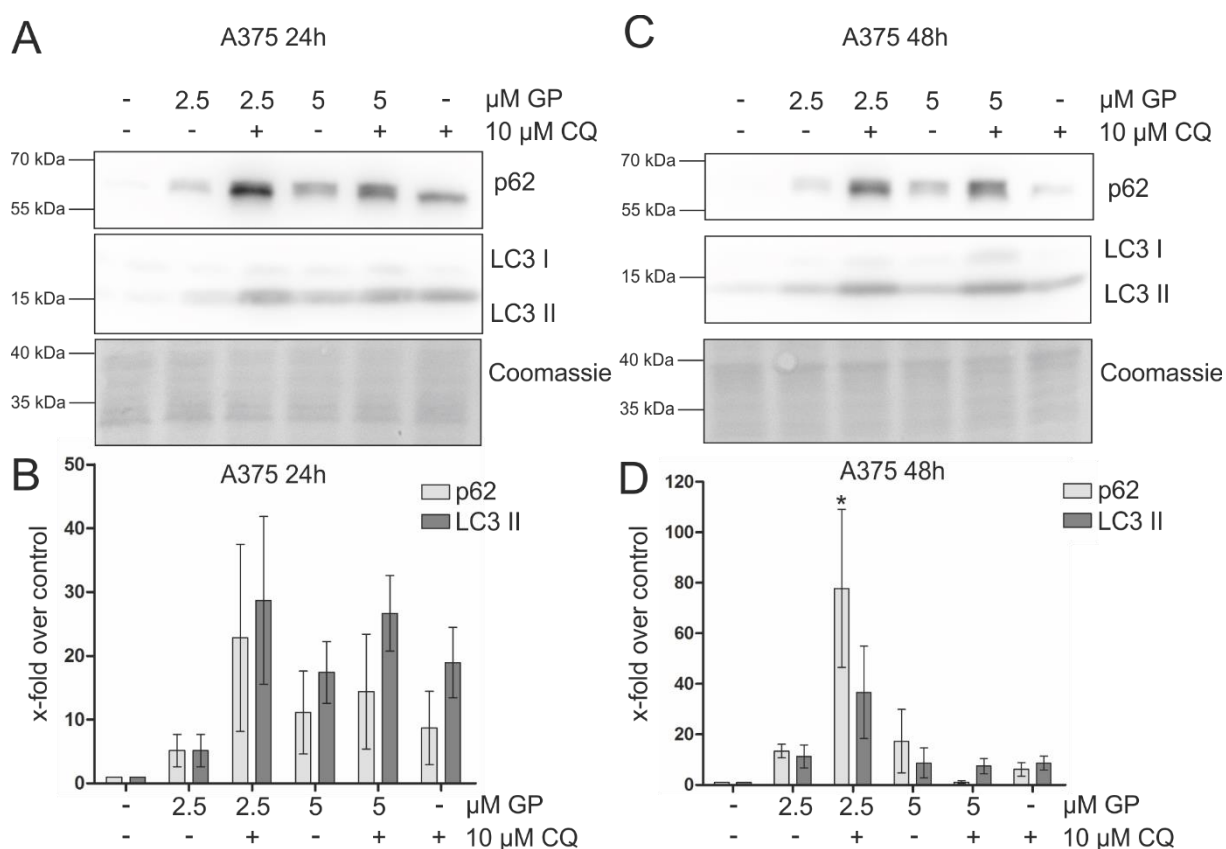 A
A375 24h
- 2.5 2.5 5 5 - µM GP
- - + - + + 10 µM CQ
70 kDa
55 kDa
p62
LC3 I
15 kDa
LC3 II
40 kDa
35 kDa
Coomassie
B
A375 24h
p62
LC3 II
x-fold over control
50
40
30
20
10
0
- 2.5 2.5 5 5 - µM GP
- - + - + + 10 µM CQ
C
A375 48h
- 2.5 2.5 5 5 - µM GP
- - + - + + 10 µM CQ
70 kDa
55 kDa
p62
LC3 I
15 kDa
LC3 II
40 kDa
35 kDa
Coomassie
D
A375 48h
p62
LC3 II
x-fold over control
120
100
80
60
40
20
0
*
- 2.5 2.5 5 5 - µM GP
- - + - + + 10 µM CQ